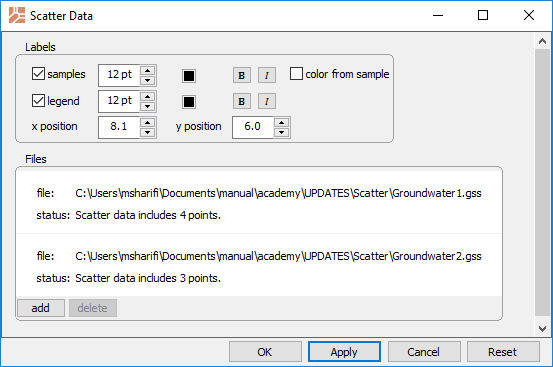 Scatter Data
Labels
samples 12 pt B I color from sample
legend 12 pt B I
x position 8.1 y position 6.0
Files
file: C:\Users\msharifi\Documents\manual\academy\UPDATES\Scatter\Groundwater1.gss
status: Scatter data includes 4 points.
file: C:\Users\msharifi\Documents\manual\academy\UPDATES\Scatter\Groundwater2.gss
status: Scatter data includes 3 points.
add delete
OK Apply Cancel Reset